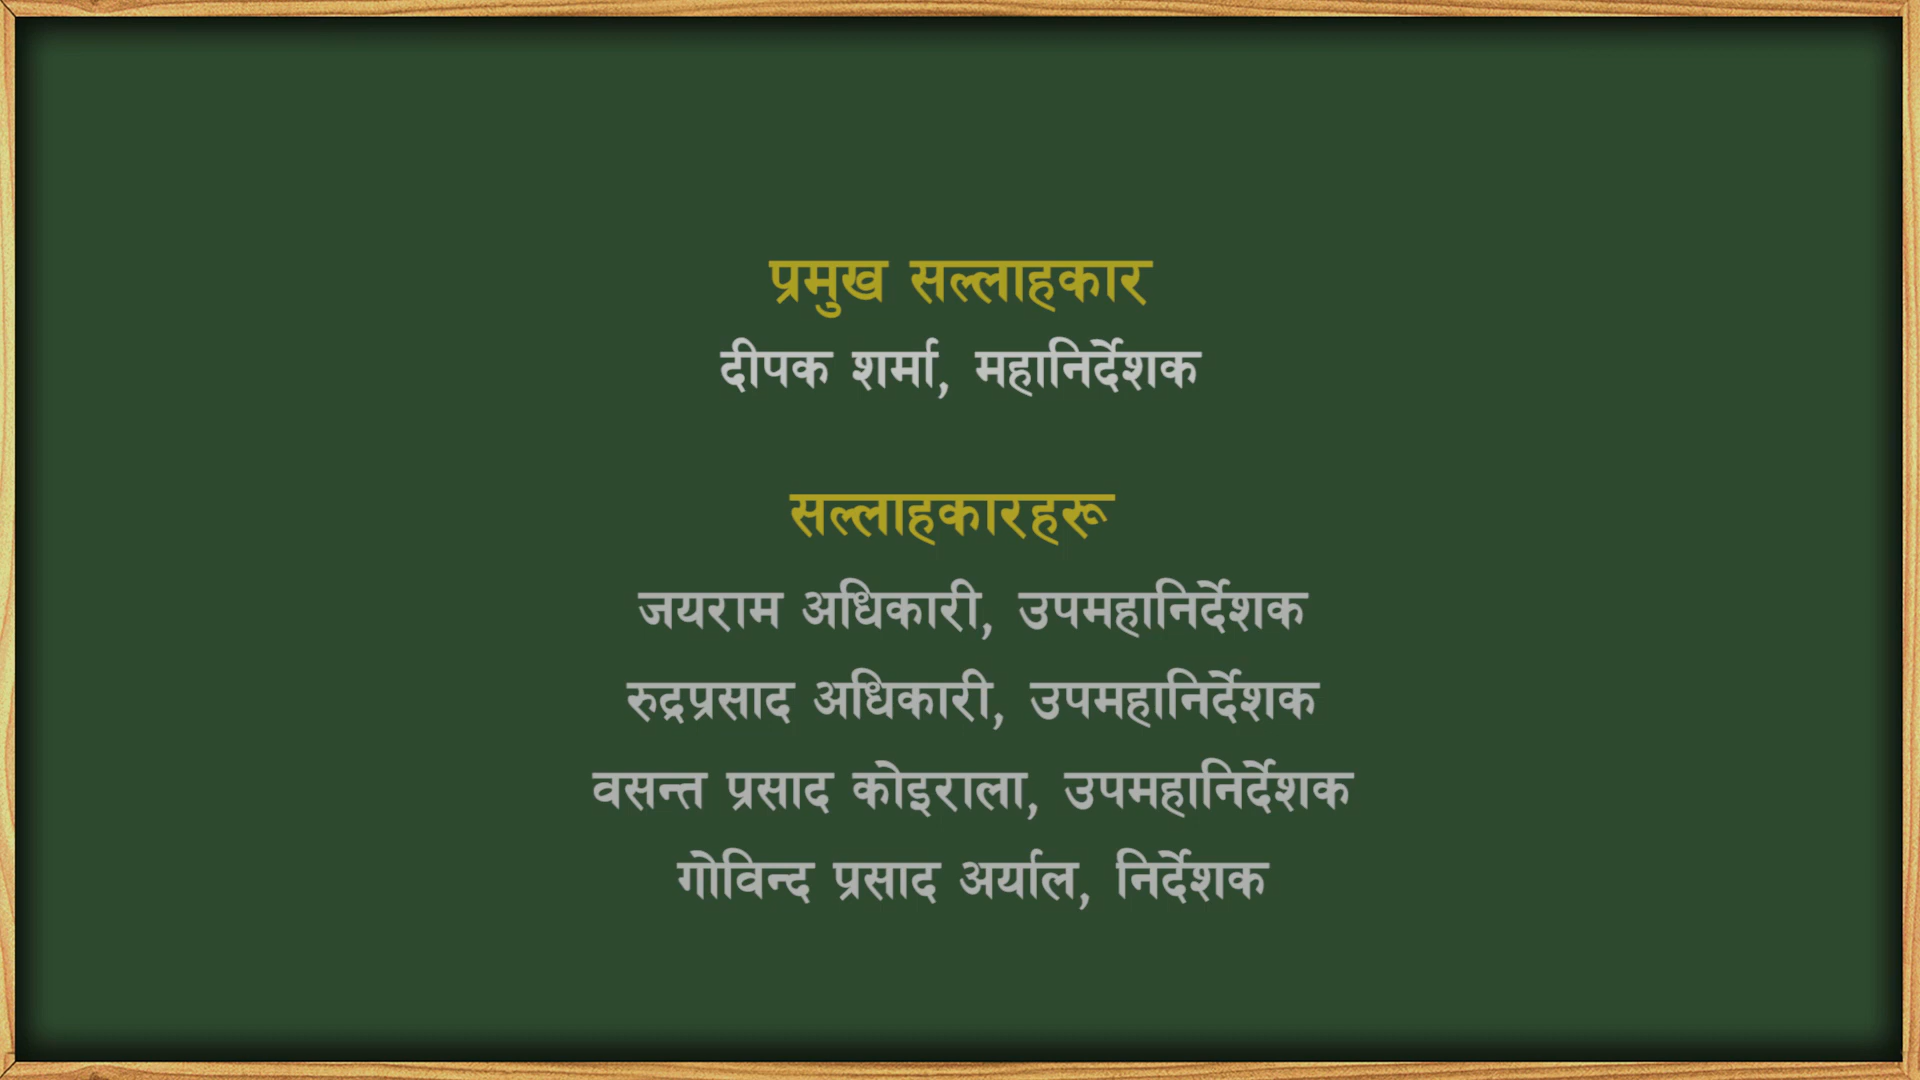 प्रमुख सल्लाहकार
दीपक शर्मा, महानिर्देशक
सल्लाहकारहरू
जयराम अधिकारी, उपमहानिर्देशक
रुद्रप्रसाद अधिकारी, उपमहानिर्देशक
वसन्त प्रसाद कोइराला, उपमहानिर्देशक
गोविन्द प्रसाद अर्याल, निर्देशक